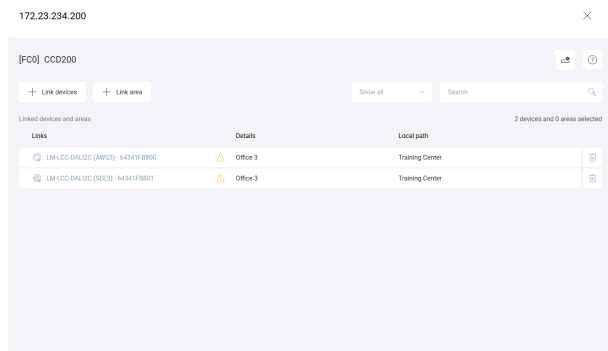 172.23.234.200
[FC0] CCD200
Link devices
Link area
Show all
Search
Linked devices and areas
2 devices and 0 areas selected
Links Details Local path
LM-LCC-DALI2C (AWS3) - 64341FB800 Office 3 Training Center
LM-LCC-DALI2C (SEE3) - 64341FB801 Office 3 Training Center